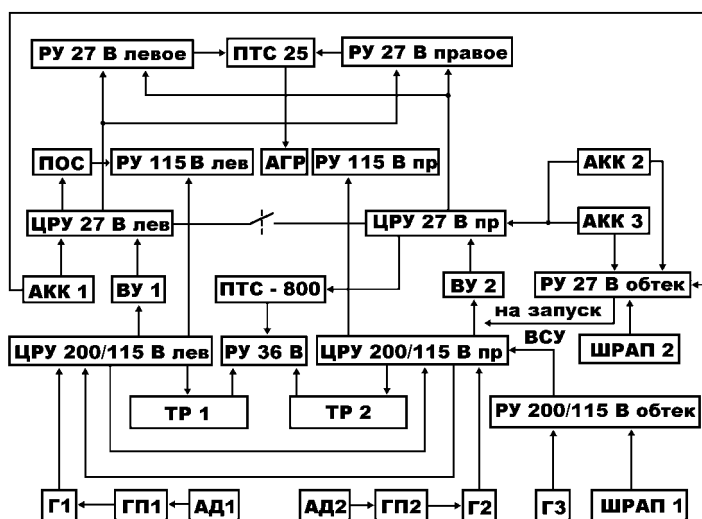 РУ 27 В левое
ПТС 25
РУ 27 В правое
ПОС
РУ 115 В лев
АГР
РУ 115 В пр
АКК 2
ЦРУ 27 В лев
ЦРУ 27 В пр
АКК 3
АКК 1
ВУ 1
ПТС - 800
ВУ 2
РУ 27 В обтек
на запуск
ВСУ
ЦРУ 200/115 В лев
РУ 36 В
ЦРУ 200/115 В пр
ШРАП 2
ТР 1
ТР 2
РУ 200/115 В обтек
Г1
ГП1
АД1
АД2
ГП2
Г2
Г3
ШРАП 1